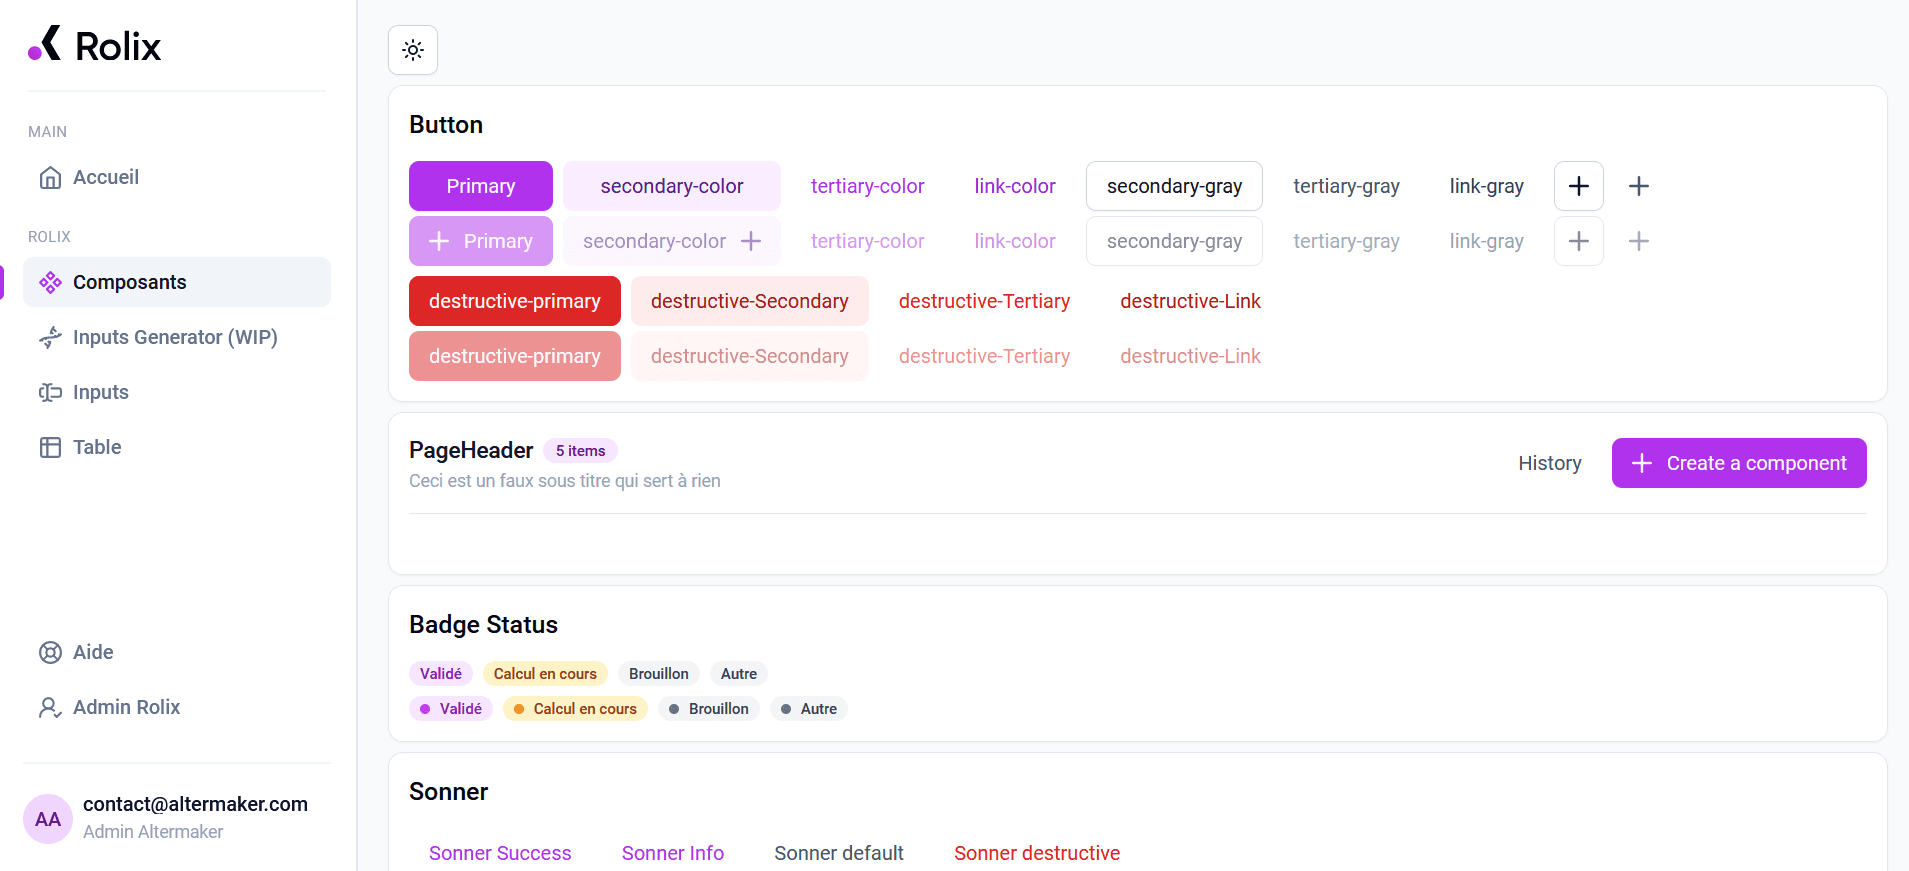 Rolix
MAIN
Accueil
ROLIX
Composants
Inputs Generator (WIP)
Inputs
Table
Aide
Admin Rolix
AA
contact@altermaker.com
Admin Altermaker
Button
Primary secondary-color tertiary-color link-color secondary-gray tertiary-gray link-gray
Primary secondary-color tertiary-color link-color secondary-gray tertiary-gray link-gray
destructive-primary destructive-Secondary destructive-Tertiary destructive-Link
destructive-primary destructive-Secondary destructive-Tertiary destructive-Link
PageHeader 5 items
Ceci est un faux sous titre qui sert à rien
History Create a component
Badge Status
Validé Calcul en cours Brouillon Autre
Validé Calcul en cours Brouillon Autre
Sonner
Sonner Success Sonner Info Sonner default Sonner destructive